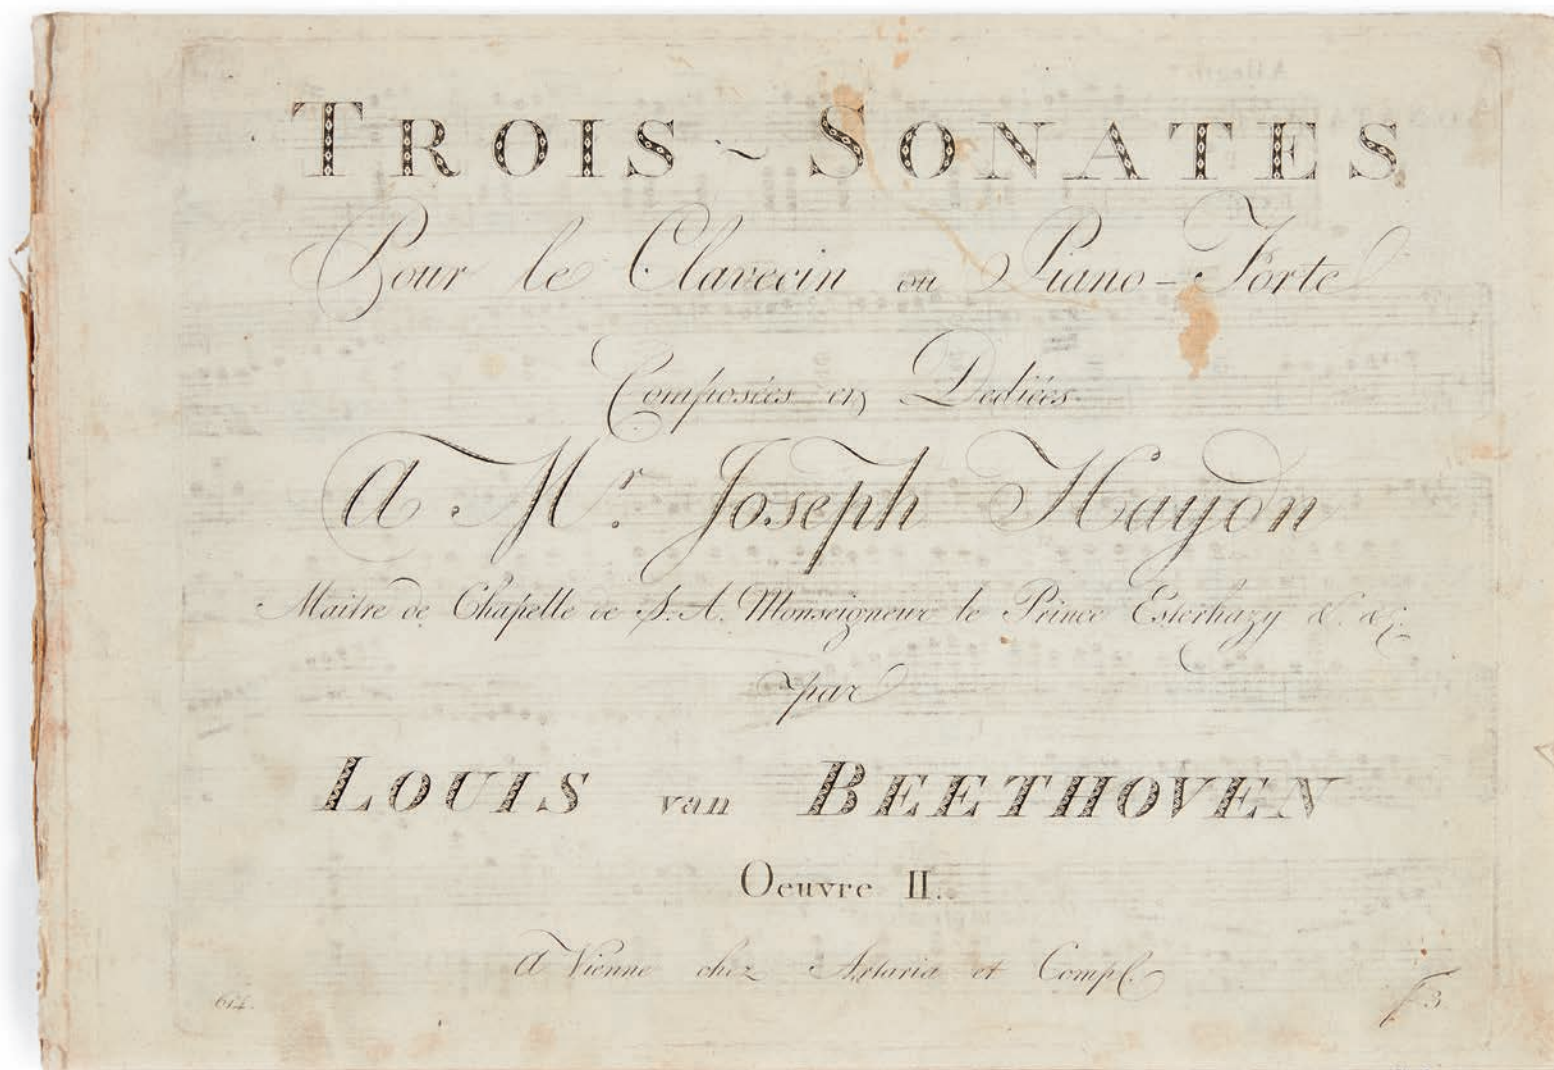 TROIS ~ SONATES
Pour le Clavecin ou Piano-Forte
Composées et Dediées
A Mr. Joseph Haydn
Maitre de Chapelle de S. A. Monseigneur le Prince Esterhazy &. &c.
par
LOUIS van BEETHOVEN
Oeuvre II.
A Vienne chez Artaria et Comp.
614. f 3